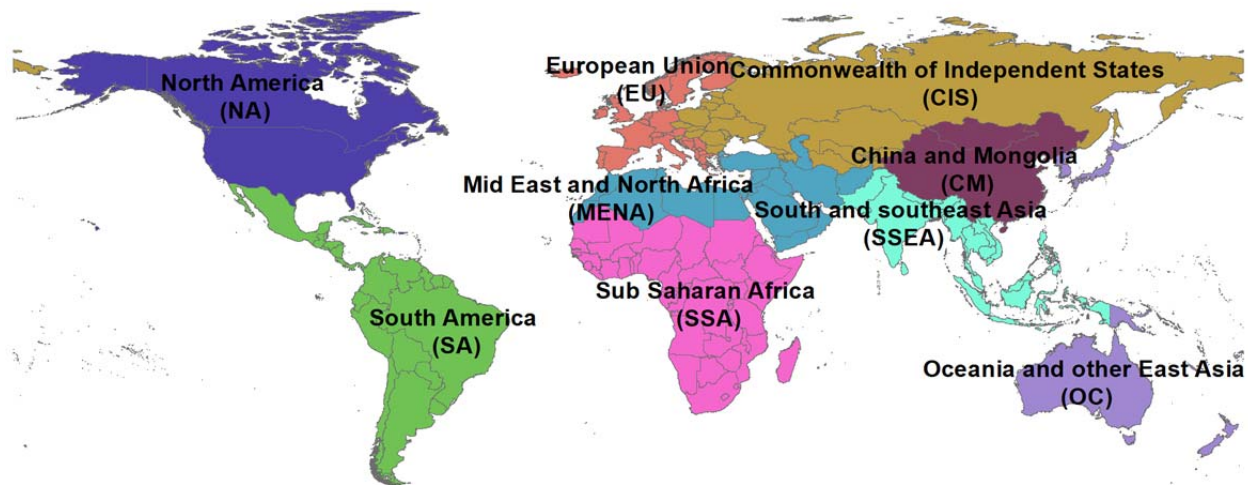 North America
(NA)
European Union
(EU)
Commonwealth of Independent States
(CIS)
China and Mongolia
(CM)
Mid East and North Africa
(MENA)
South and southeast Asia
(SSEA)
Sub Saharan Africa
(SSA)
South America
(SA)
Oceania and other East Asia
(OC)